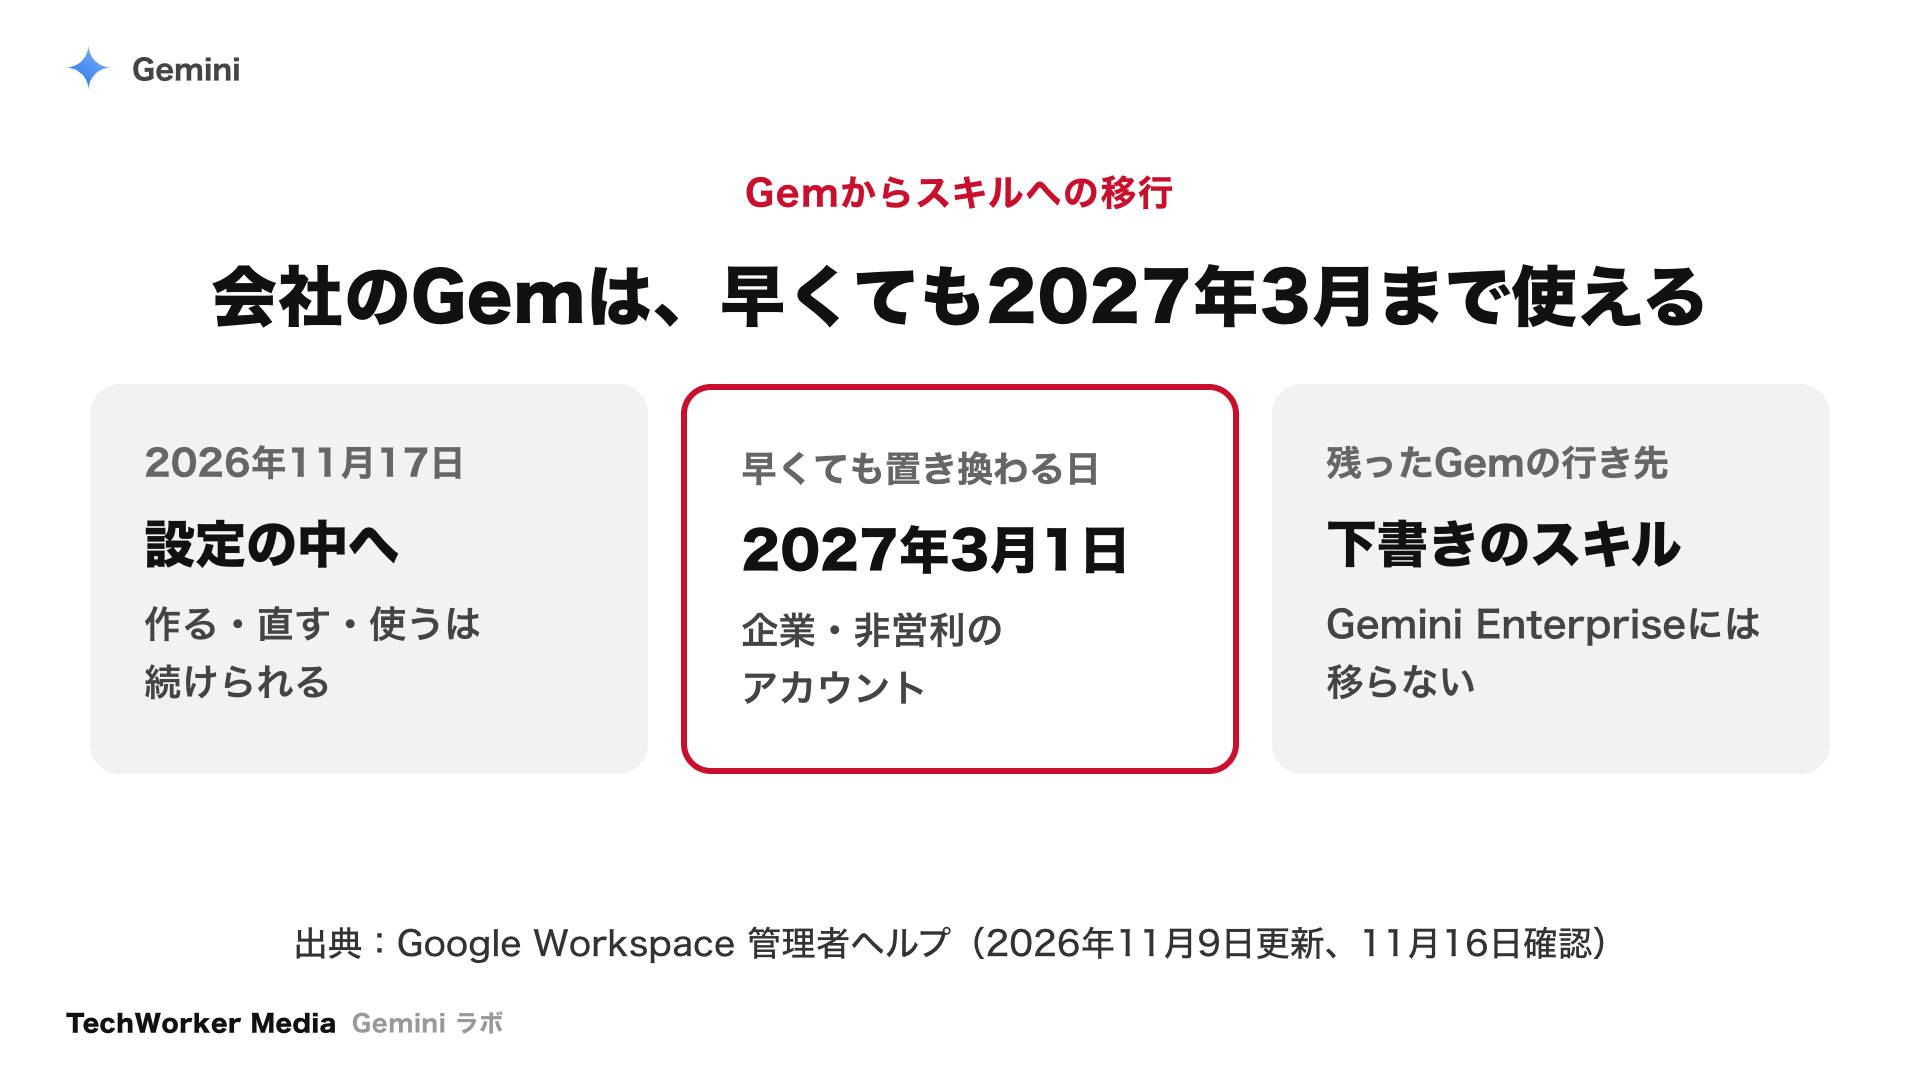 Gemini
Gemからスキルへの移行
会社のGemは、早くても2027年3月まで使える
2026年11月17日
設定の中へ
作る・直す・使うは
続けられる
早くても置き換わる日
2027年3月1日
企業・非営利の
アカウント
残ったGemの行き先
下書きのスキル
Gemini Enterpriseには
移らない
出典：Google Workspace 管理者ヘルプ（2026年11月9日更新、11月16日確認）
TechWorker Media Gemini ラボ